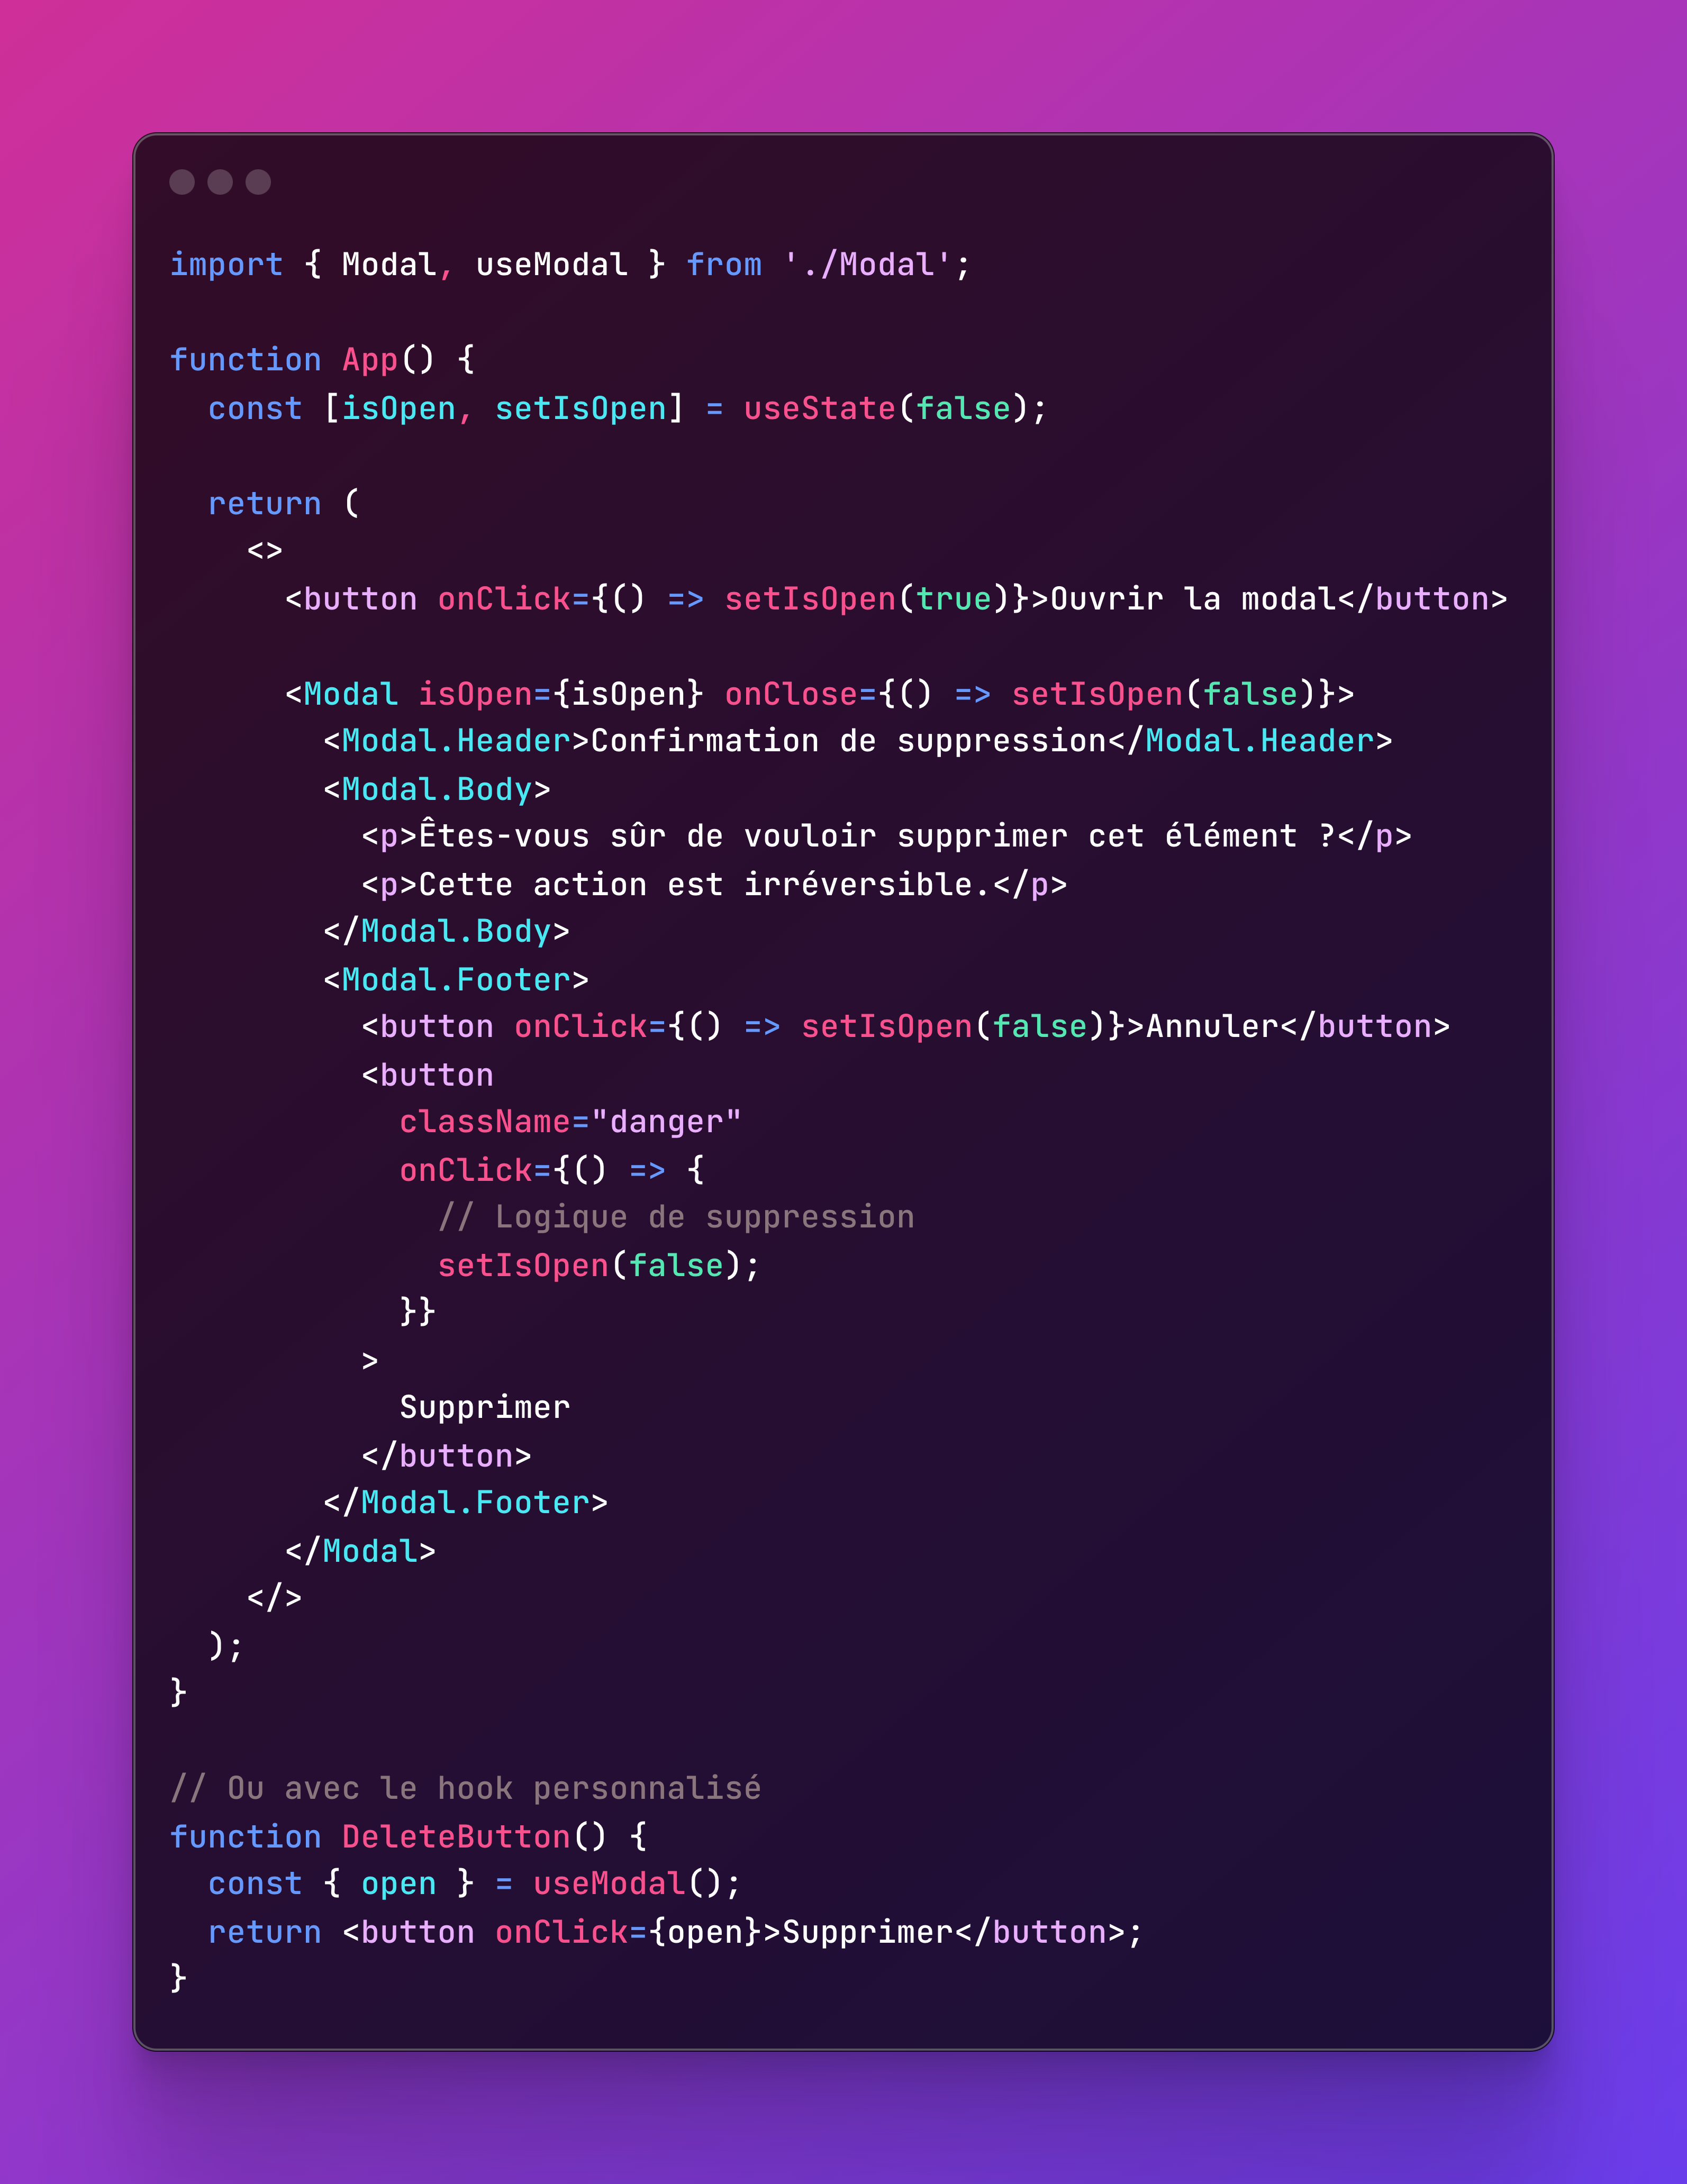 import { Modal, useModal } from './Modal';

function App() {
  const [isOpen, setIsOpen] = useState(false);

  return (
    <>
      <button onClick={() => setIsOpen(true)}>Ouvrir la modal</button>

      <Modal isOpen={isOpen} onClose={() => setIsOpen(false)}>
        <Modal.Header>Confirmation de suppression</Modal.Header>
        <Modal.Body>
          <p>Êtes-vous sûr de vouloir supprimer cet élément ?</p>
          <p>Cette action est irréversible.</p>
        </Modal.Body>
        <Modal.Footer>
          <button onClick={() => setIsOpen(false)}>Annuler</button>
          <button
            className="danger"
            onClick={() => {
              // Logique de suppression
              setIsOpen(false);
            }}
          >
            Supprimer
          </button>
        </Modal.Footer>
      </Modal>
    </>
  );
}

// Ou avec le hook personnalisé
function DeleteButton() {
  const { open } = useModal();
  return <button onClick={open}>Supprimer</button>;
}